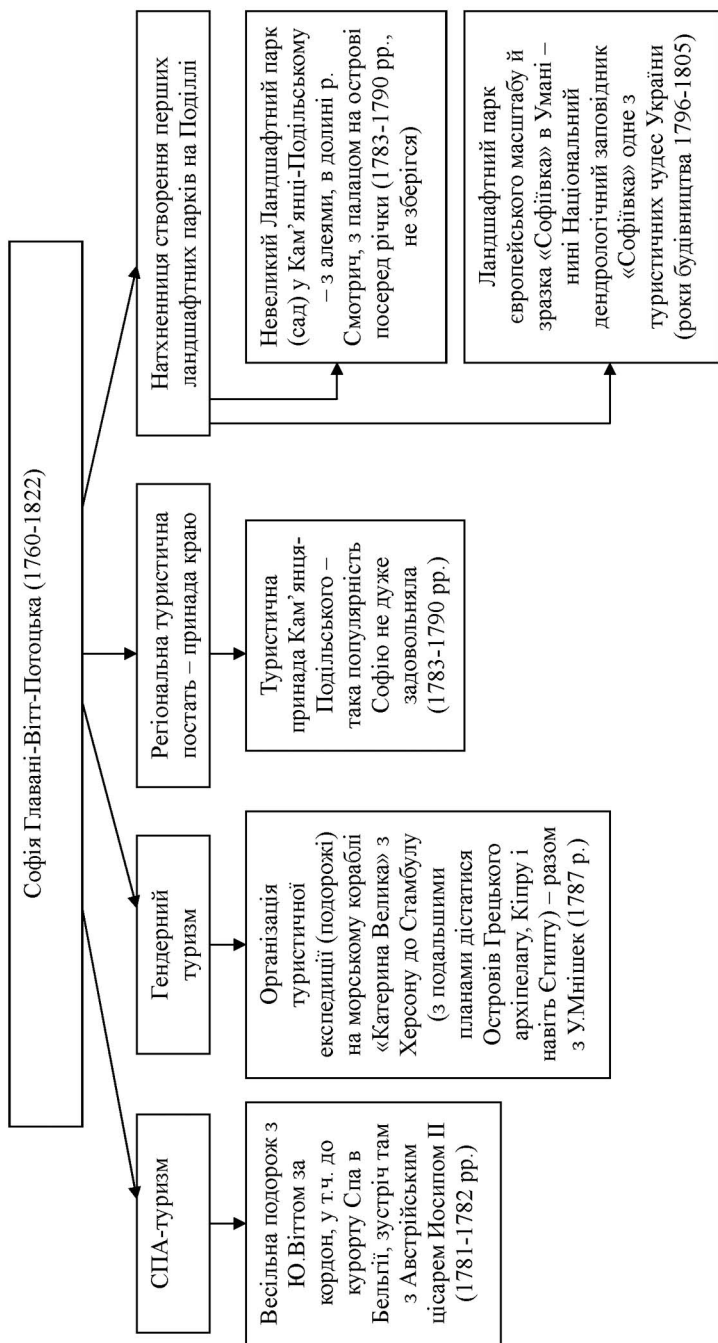 Софія Главані-Вітт-Потоцька (1760-1822)
СПА-туризм
Весільна подорож з
Ю.Віттом за
кордон, у т.ч. до
курорту Спа в
Бельгії, зустріч там
з Австрійським
цісарем Йосипом ІІ
(1781-1782 рр.)
Гендерний
туризм
Організація
туристичної
експедиції (подорожі)
на морському кораблі
«Катерина Велика» з
Херсону до Стамбулу
(з подальшими
планами дістатися
Островів Грецького
архіпелагу, Кіпру і
навіть Єгипту) – разом
з У.Мнішек (1787 р.)
Регіональна туристична
постать – принада краю
Туристична
принада Кам’янця-
Подільського –
така популярність
Софію не дуже
задовольняла
(1783-1790 рр.)
Натхненниця створення перших
ландшафтних парків на Поділлі
Невеликий Ландшафтний парк
(сад) у Кам’янці-Подільському
– з алеями, в долині р.
Смотрич, з палацом на острові
посеред річки (1783-1790 рр.,
не зберігся)
Ландшафтний парк
європейського масштабу й
зразка «Софіївка» в Умані –
нині Національний
дендрологічний заповідник
«Софіївка» одне з
туристичних чудес України
(роки будівництва 1796-1805)